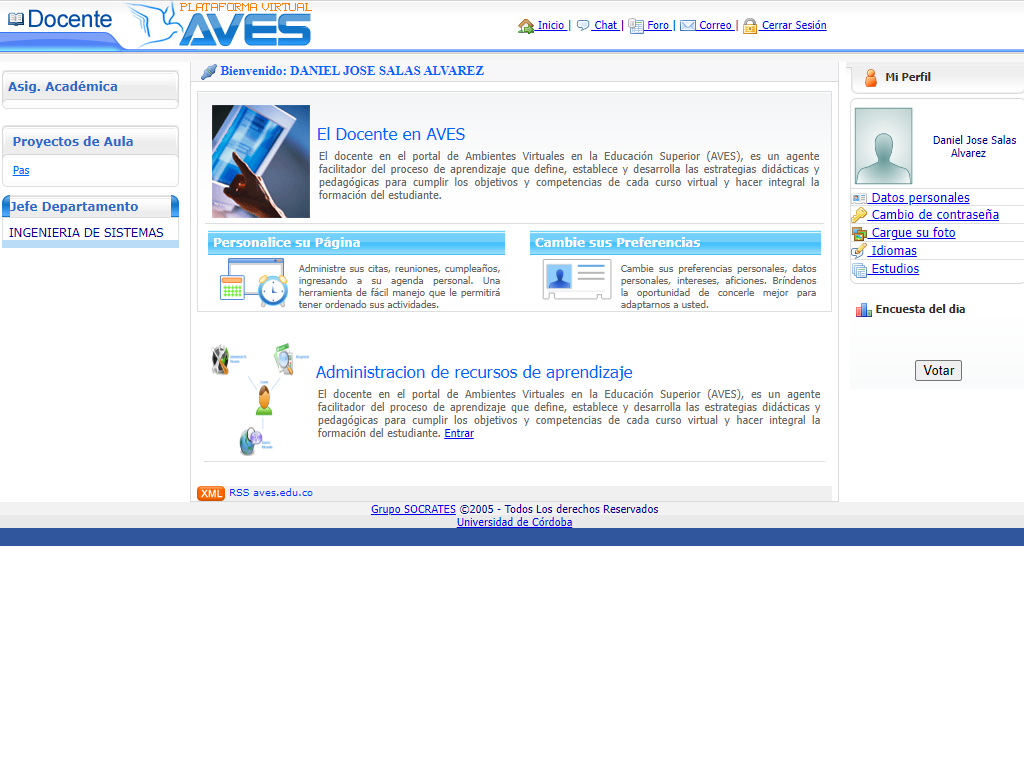 Docente
PLATAFORMA VIRTUAL
AVES
Inicio | Chat | Foro | Correo | Cerrar Sesión
Asig. Académica
Proyectos de Aula
Pas
Jefe Departamento
INGENIERIA DE SISTEMAS
Bienvenido: DANIEL JOSE SALAS ALVAREZ
El Docente en AVES
El docente en el portal de Ambientes Virtuales en la Educación Superior (AVES), es un agente
facilitador del proceso de aprendizaje que define, establece y desarrolla las estrategias didácticas y
pedagógicas para cumplir los objetivos y competencias de cada curso virtual y hacer integral la
formación del estudiante.
Personalice su Página
Administre sus citas, reuniones, cumpleaños,
ingresando a su agenda personal. Una
herramienta de fácil manejo que le permitirá
tener ordenado sus actividades.
Cambie sus Preferencias
Cambie sus preferencias personales, datos
personales, intereses, aficiones. Bríndenos
la oportunidad de concerle mejor para
adaptarnos a usted.
Administracion de recursos de aprendizaje
El docente en el portal de Ambientes Virtuales en la Educación Superior (AVES), es un agente
facilitador del proceso de aprendizaje que define, establece y desarrolla las estrategias didácticas y
pedagógicas para cumplir los objetivos y competencias de cada curso virtual y hacer integral la
formación del estudiante. Entrar
XML RSS aves.edu.co
Mi Perfil
Daniel Jose Salas
Alvarez
Datos personales
Cambio de contraseña
Cargue su foto
Idiomas
Estudios
Encuesta del dia
Votar
Grupo SOCRATES ©2005 - Todos Los derechos Reservados
Universidad de Córdoba